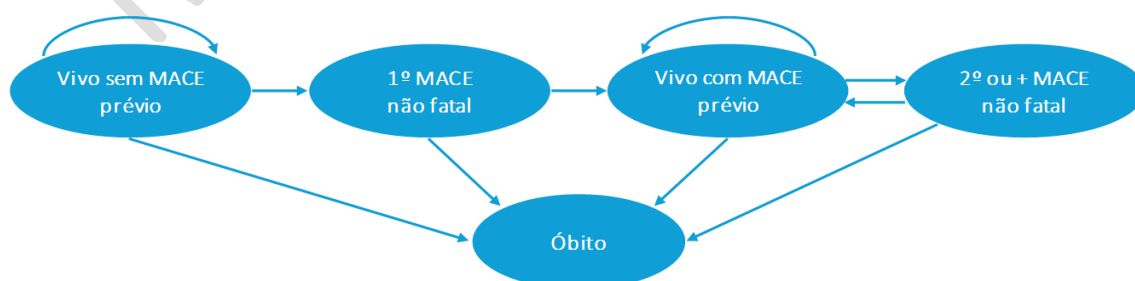 Vivo sem MACE
prévio
1º MACE
não fatal
Vivo com MACE
prévio
2º ou + MACE
não fatal
Óbito